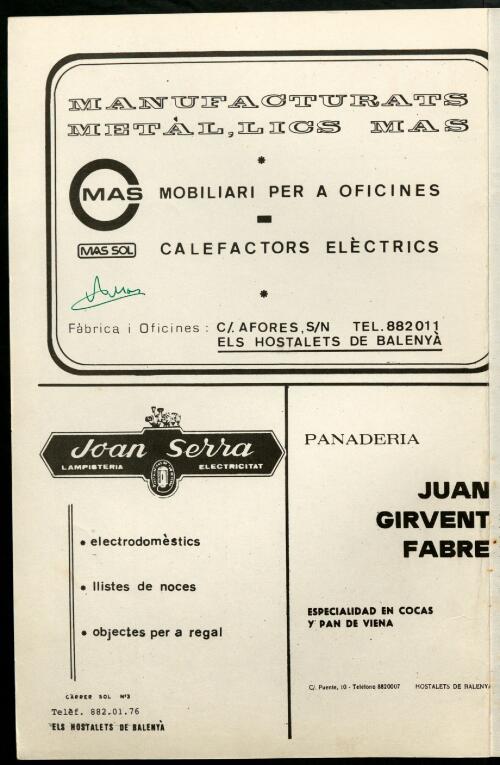 MANUFACTURATS
METÀL,LICS MAS
*
MAS MOBILIARI PER A OFICINES
MAS SOL CALEFACTORS ELÈCTRICS
*
Fàbrica i Oficines : C/. AFORES, S/N TEL. 882011
ELS HOSTALETS DE BALENYÀ
Joan Serra
LAMPISTERIA ELECTRICITAT
• electrodomèstics
• llistes de noces
• objectes per a regal
CARRER SOL Nº3
Telèf. 882.01.76
ELS HOSTALETS DE BALENYÀ
PANADERIA
JUAN
GIRVENT
FABRE
ESPECIALIDAD EN COCAS
Y PAN DE VIENA
C/. Puente, 10 - Teléfono 8820007 HOSTALETS DE BALENY